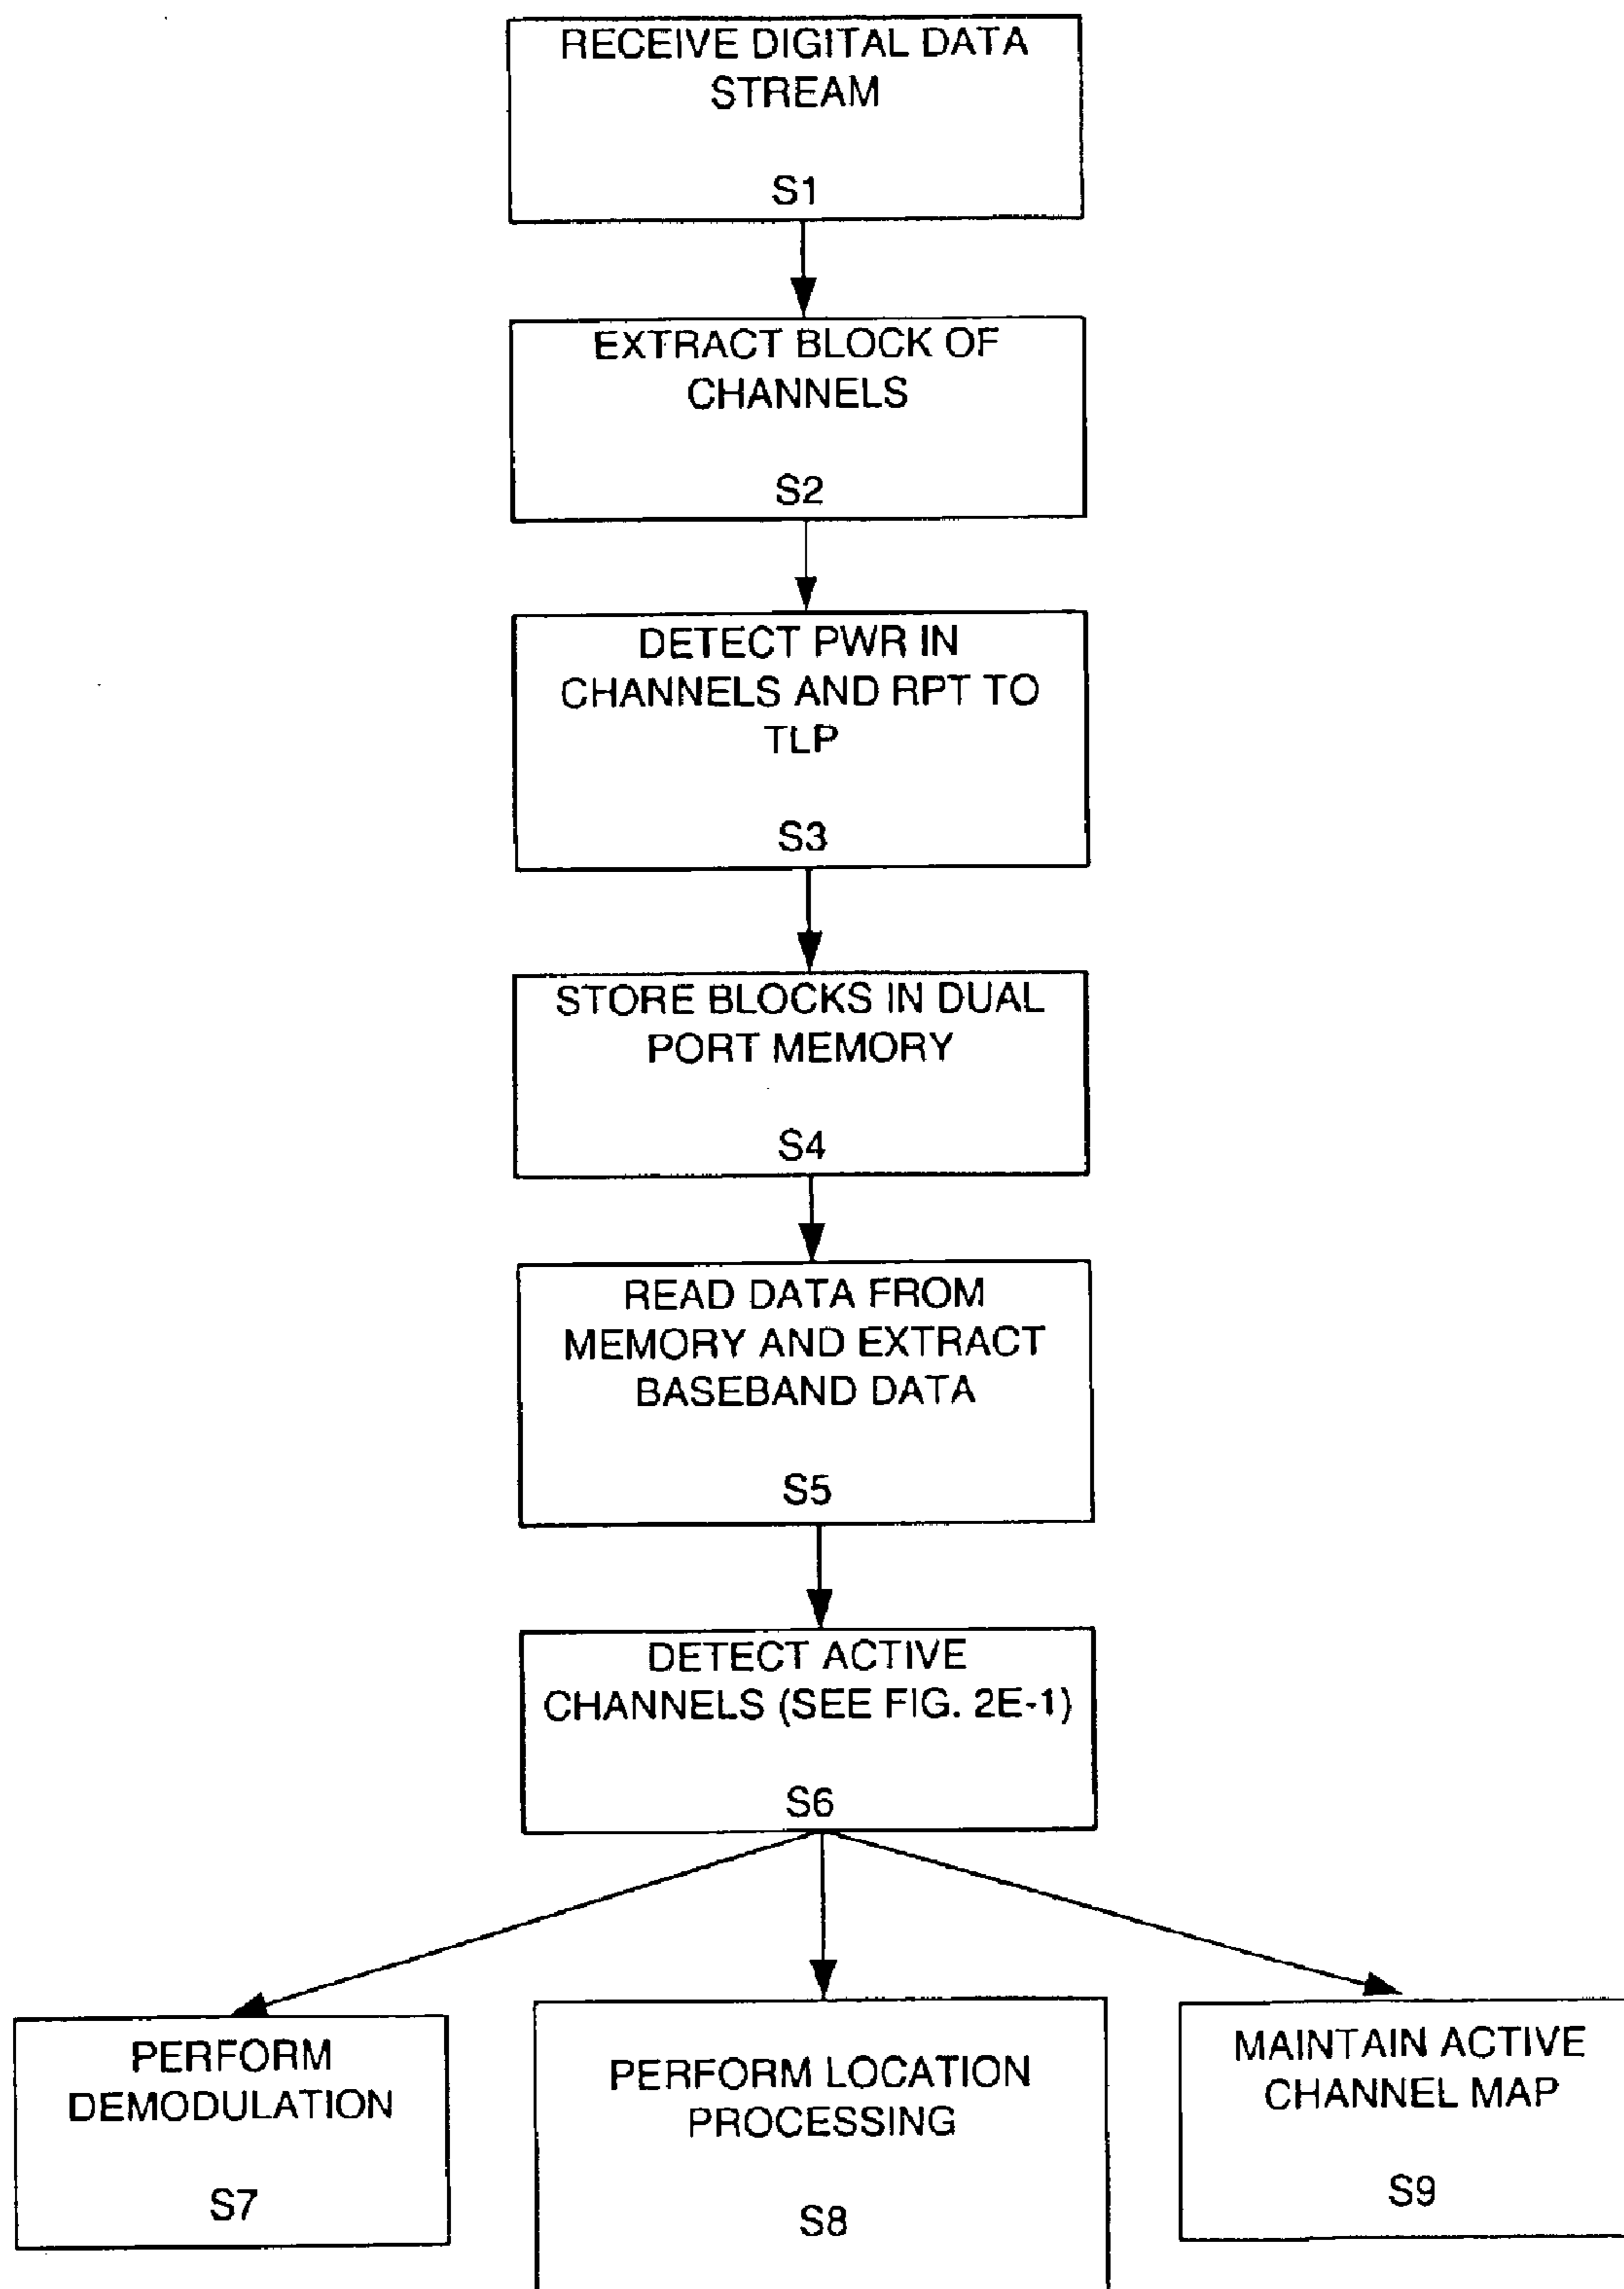 RECEIVE DIGITAL DATA
STREAM
S1
EXTRACT BLOCK OF
CHANNELS
S2
DETECT PWR IN
CHANNELS AND RPT TO
TLP
S3
STORE BLOCKS IN DUAL
PORT MEMORY
S4
READ DATA FROM
MEMORY AND EXTRACT
BASEBAND DATA
S5
DETECT ACTIVE
CHANNELS (SEE FIG. 2E-1)
S6
PERFORM
DEMODULATION
S7
PERFORM LOCATION
PROCESSING
S8
MAINTAIN ACTIVE
CHANNEL MAP
S9